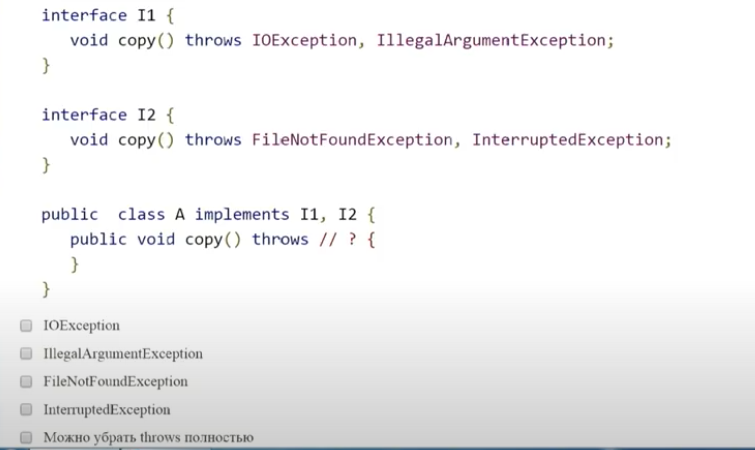 interface I1 {
void copy() throws IOException, IllegalArgumentException;
}
interface I2 {
void copy() throws FileNotFoundException, InterruptedException;
}
public class A implements I1, I2 {
public void copy() throws // ? {
}
}
IOException
IllegalArgumentException
FileNotFoundException
InterruptedException
Можно убрать throws полностью